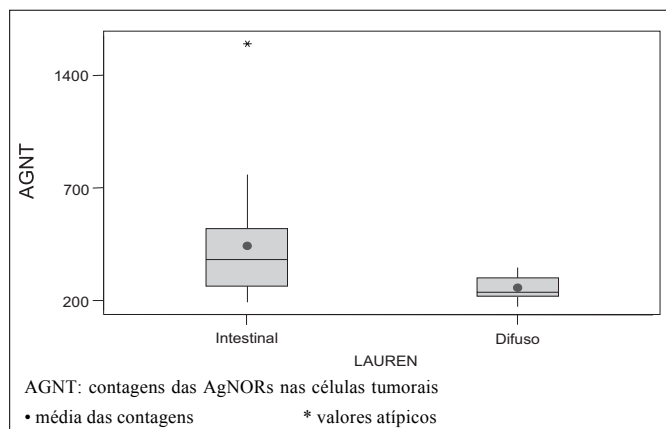 1400
AGNT
700
200
Intestinal Difuso
LAUREN
AGNT: contagens das AgNORs nas células tumorais
• média das contagens * valores atípicos